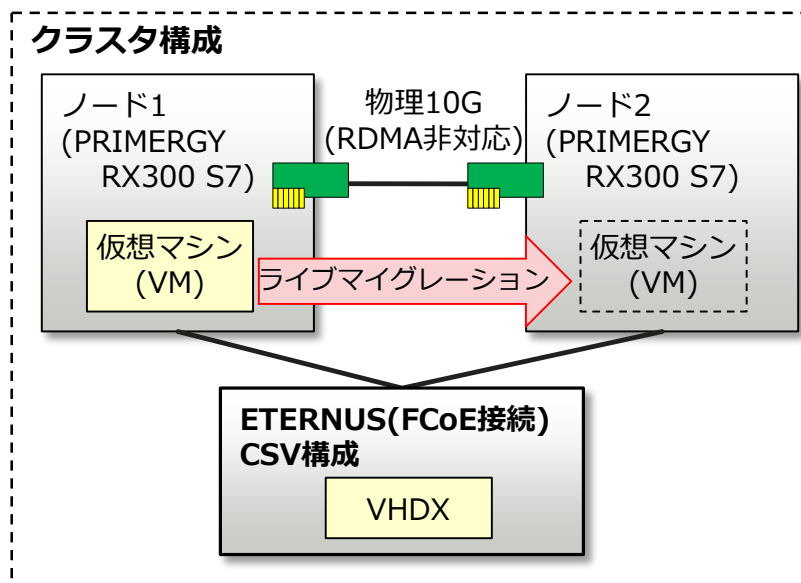 クラスタ構成
ノード1
(PRIMERGY
RX300 S7)
物理10G
(RDMA非対応)
ノード2
(PRIMERGY
RX300 S7)
仮想マシン
(VM)
ライブマイグレーション
仮想マシン
(VM)
ETERNUS(FCoE接続)
CSV構成
VHDX